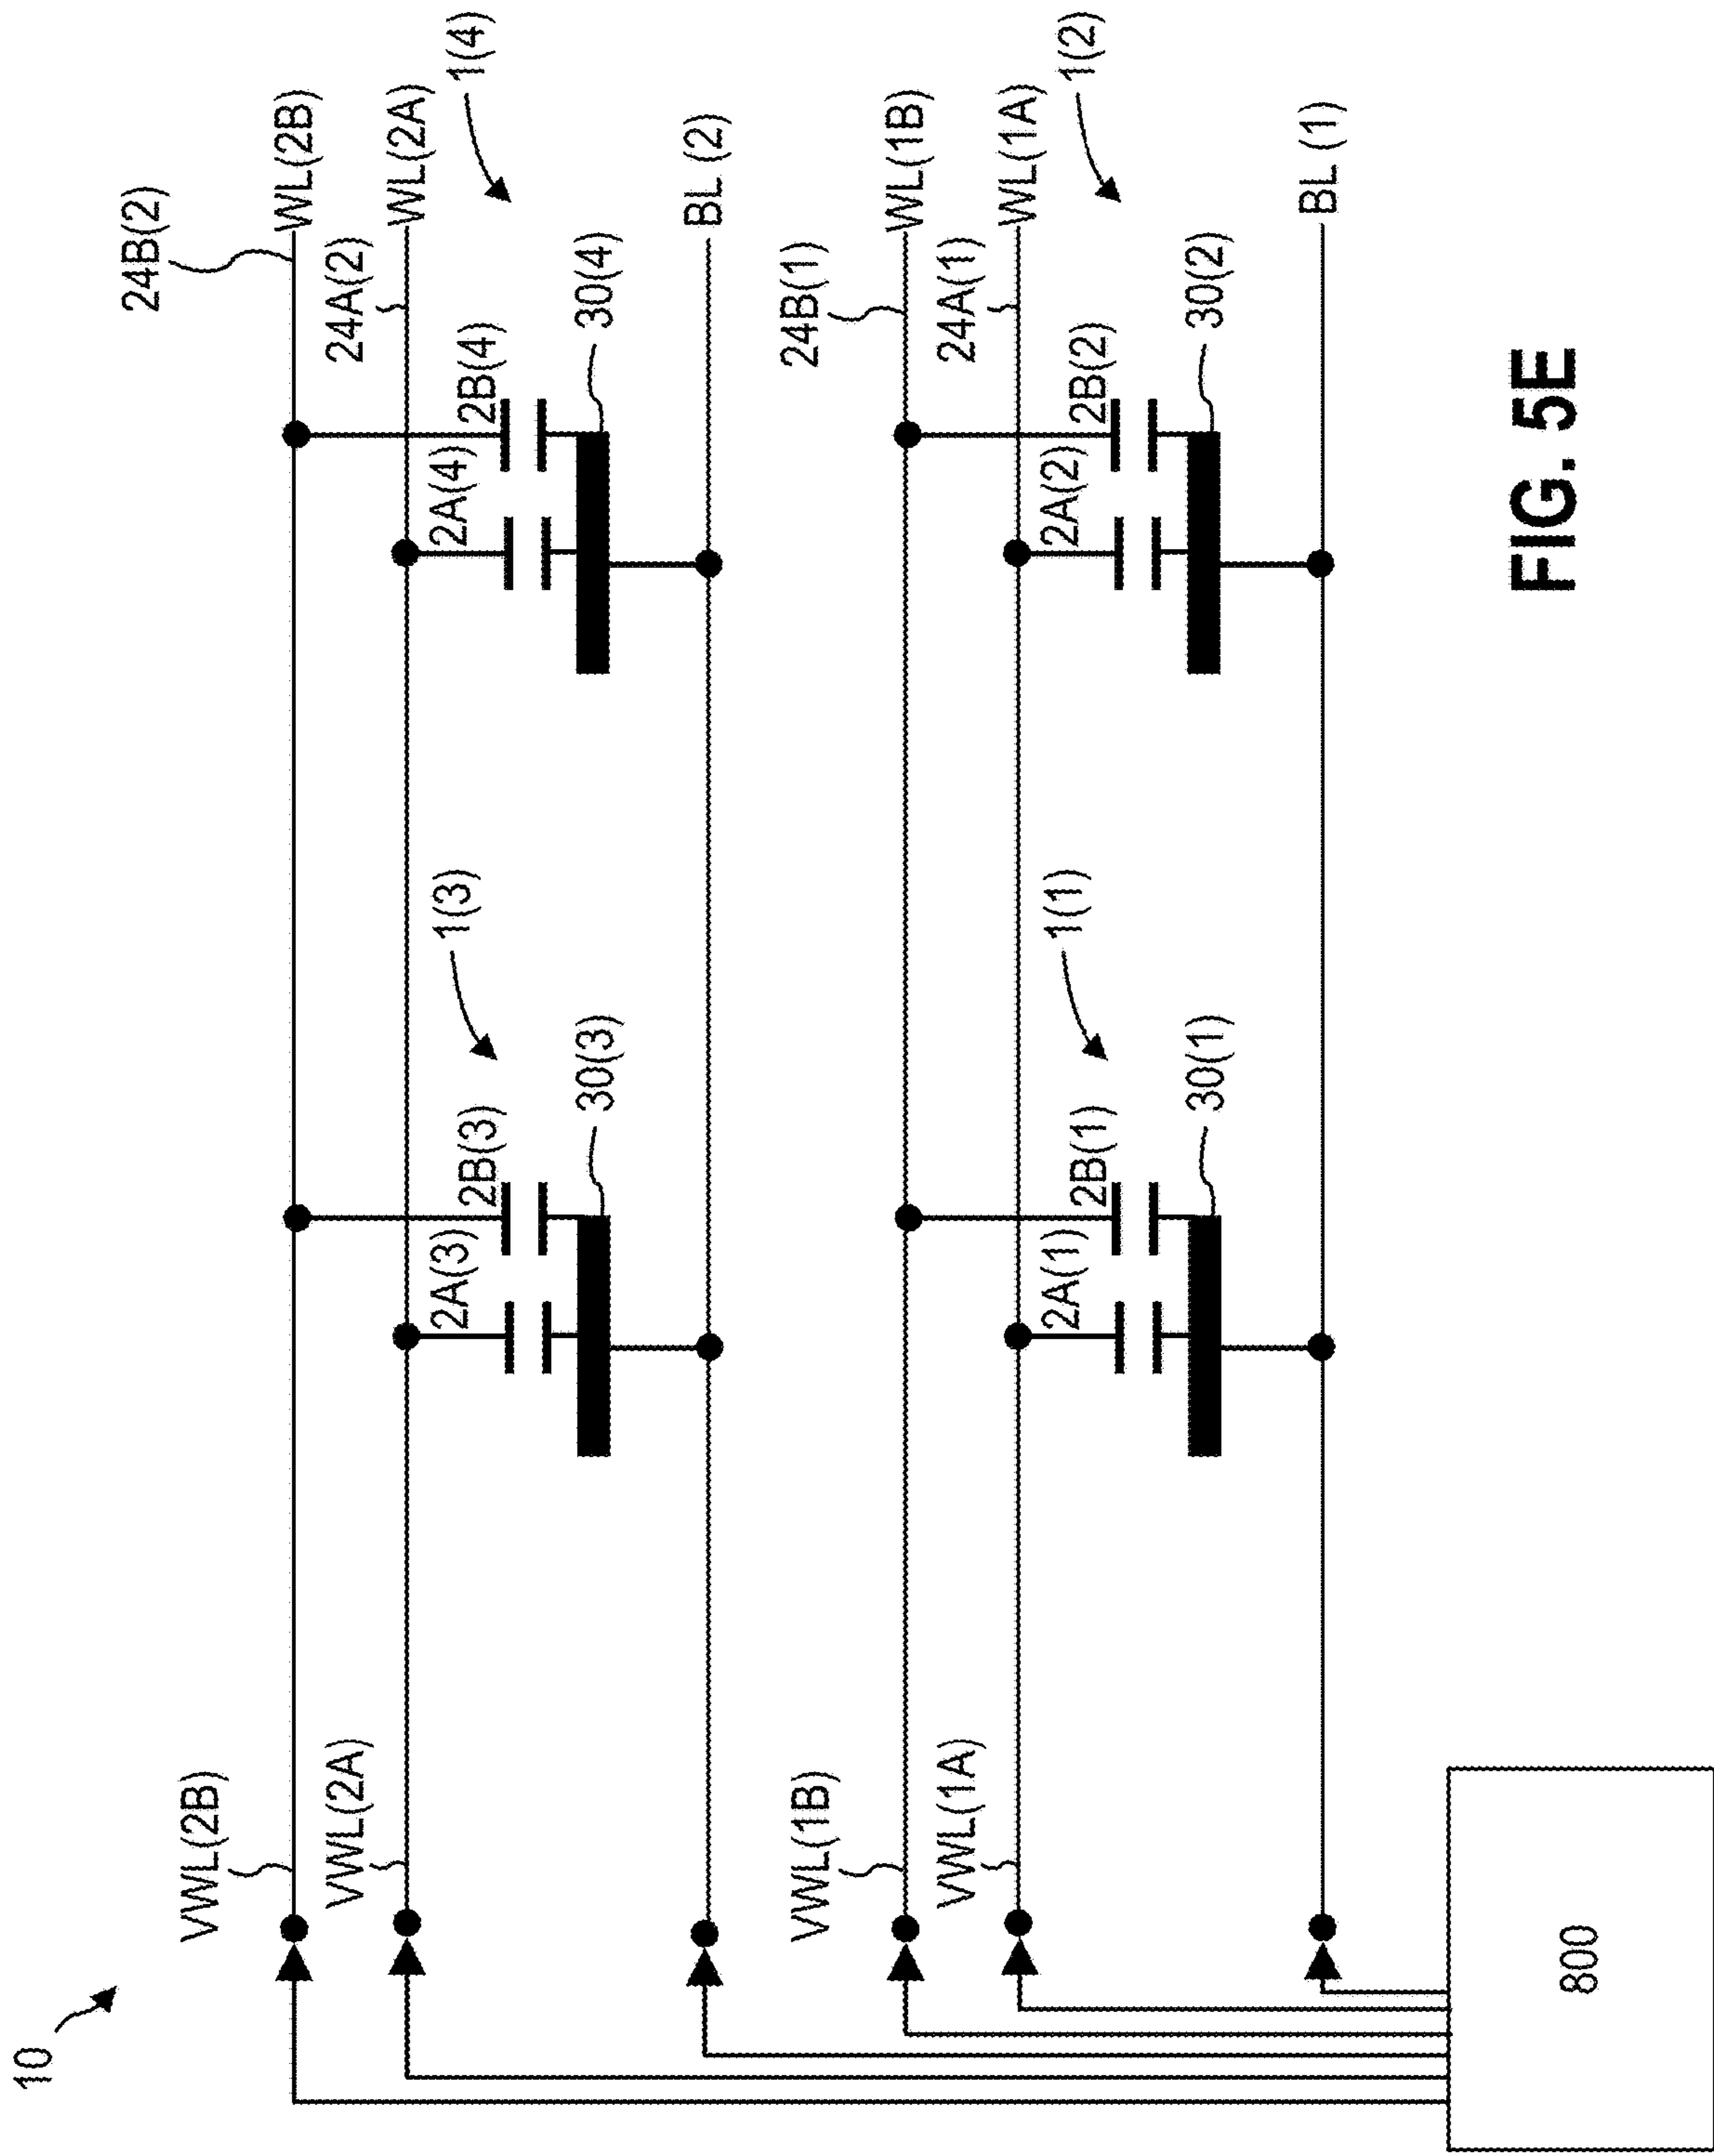 10
VWL(2B)
24B(2)
WL(2B)
VWL(2A)
24A(2)
WL(2A)
1(3)
1(4)
2A(3)
2B(3)
2A(4)
2B(4)
30(3)
30(4)
BL (2)
VWL(1B)
24B(1)
WL(1B)
VWL(1A)
24A(1)
WL(1A)
1(1)
1(2)
2A(1)
2B(1)
2A(2)
2B(2)
30(1)
30(2)
BL (1)
800
FIG. 5E